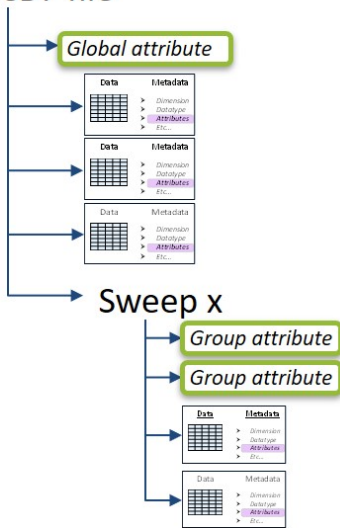 Global attribute
Data Metadata
Dimension
Datatype
Attributes
Etc...
Data Metadata
Dimension
Datatype
Attributes
Etc...
Data Metadata
Dimension
Datatype
Attributes
Etc...
Sweep x
Group attribute
Group attribute
Data Metadata
Dimension
Datatype
Attributes
Etc...
Data Metadata
Dimension
Datatype
Attributes
Etc...